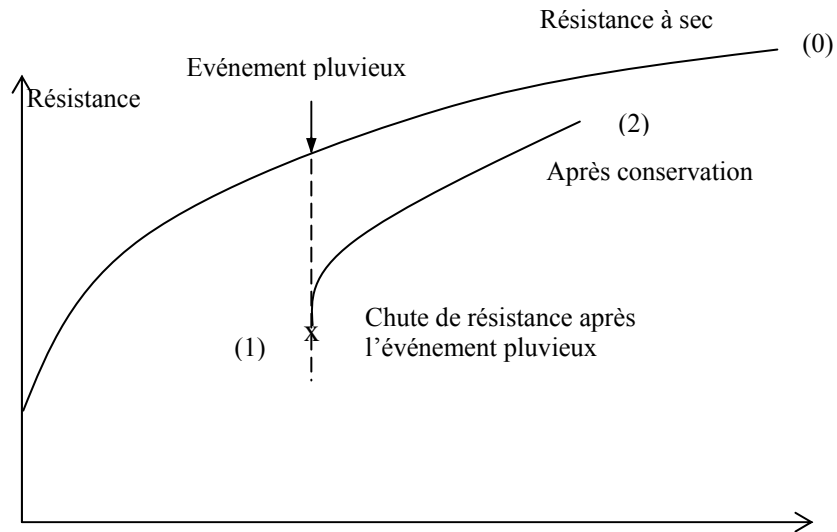 Résistance à sec
(0)
Evénement pluvieux
Résistance
(2)
Après conservation
x
Chute de résistance après
(1)
l’événement pluvieux